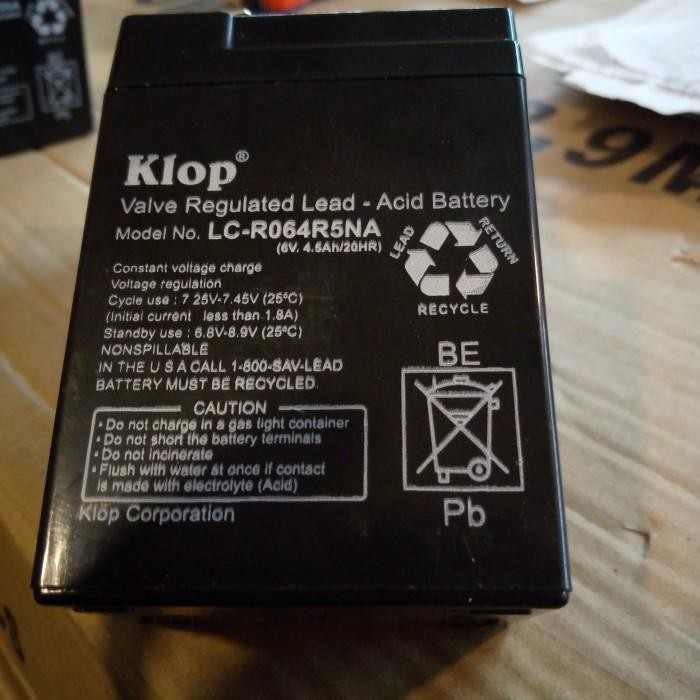 Klop®
Valve Regulated Lead - Acid Battery
Model No. LC-R064R5NA
(6V. 4.5Ah/20HR)
LEAD
RETURN
RECYCLE
Constant voltage charge
Voltage regulation
Cycle use : 7 25V-7.45V (25ºC)
(Initial current less than 1.8A)
Standby use : 6.8V-8.9V (25ºC)
NONSPILLABLE
IN THE U S A CALL 1-800-SAV-LEAD
BATTERY MUST BE RECYCLED.
BE
Pb
CAUTION
• Do not charge in a gas tight container
• Do not short the battery terminals
• Do not incinerate
• Flush with water at once if contact
is made with electrolyte (Acid)
Klop Corporation